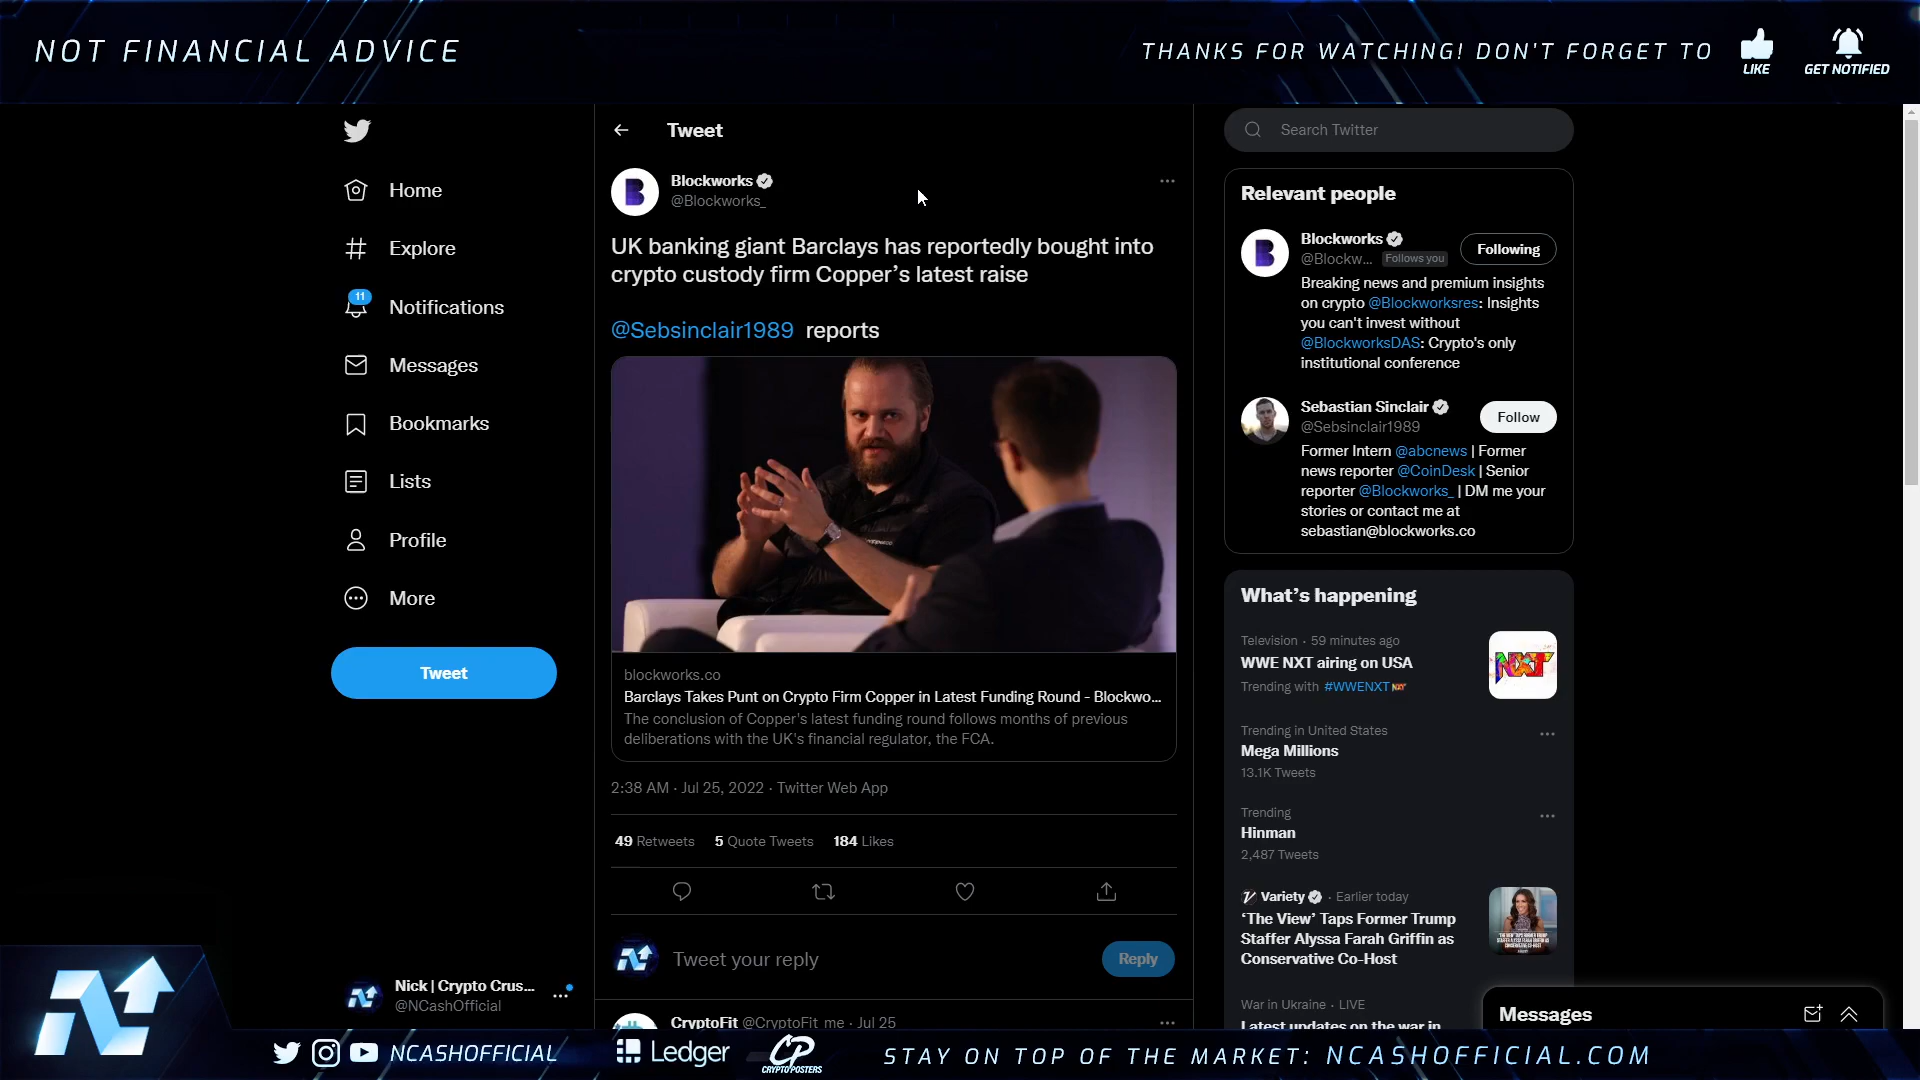 NOT FINANCIAL ADVICE
THANKS FOR WATCHING! DON'T FORGET TO
LIKE
GET NOTIFIED
Home
Explore
11
Notifications
Messages
Bookmarks
Lists
Profile
More
Tweet
Nick | Crypto Crus...
@NCashOfficial
Tweet
Blockworks
@Blockworks_
UK banking giant Barclays has reportedly bought into
crypto custody firm Copper’s latest raise
@Sebsinclair1989 reports
blockworks.co
Barclays Takes Punt on Crypto Firm Copper in Latest Funding Round - Blockwo...
The conclusion of Copper's latest funding round follows months of previous
deliberations with the UK's financial regulator, the FCA.
2:38 AM · Jul 25, 2022 · Twitter Web App
49 Retweets 5 Quote Tweets 184 Likes
Tweet your reply
Reply
CryptoFit @CryptoFit_me · Jul 25
Search Twitter
Relevant people
Blockworks
@Blockw... Follows you
Following
Breaking news and premium insights
on crypto @Blockworksres: Insights
you can't invest without
@BlockworksDAS: Crypto's only
institutional conference
Sebastian Sinclair
@Sebsinclair1989
Follow
Former Intern @abcnews | Former
news reporter @CoinDesk | Senior
reporter @Blockworks_ | DM me your
stories or contact me at
sebastian@blockworks.co
What’s happening
Television · 59 minutes ago
WWE NXT airing on USA
Trending with #WWENXT
NXT
Trending in United States
Mega Millions
13.1K Tweets
Trending
Hinman
2,487 Tweets
Variety · Earlier today
‘The View’ Taps Former Trump
Staffer Alyssa Farah Griffin as
Conservative Co-Host
War in Ukraine · LIVE
Latest updates on the war in
Messages
NCASHOFFICIAL
Ledger
CP
CRYPTOPOSTERS
STAY ON TOP OF THE MARKET: NCASHOFFICIAL.COM